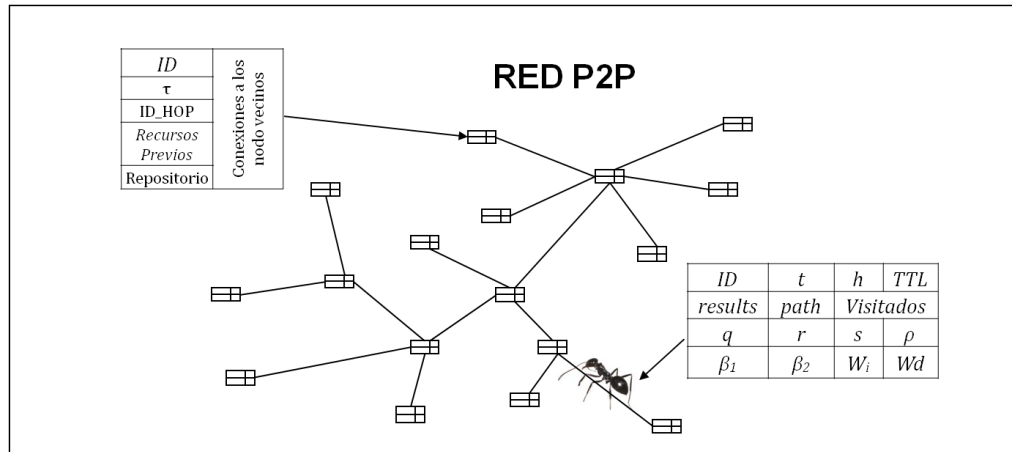 RED P2P
ID
τ
ID_HOP
Recursos
Previos
Repositorio
Conexiones a los
nodo vecinos
ID t h TTL
results path Visitados
q r s ρ
β1 β2 Wi Wd